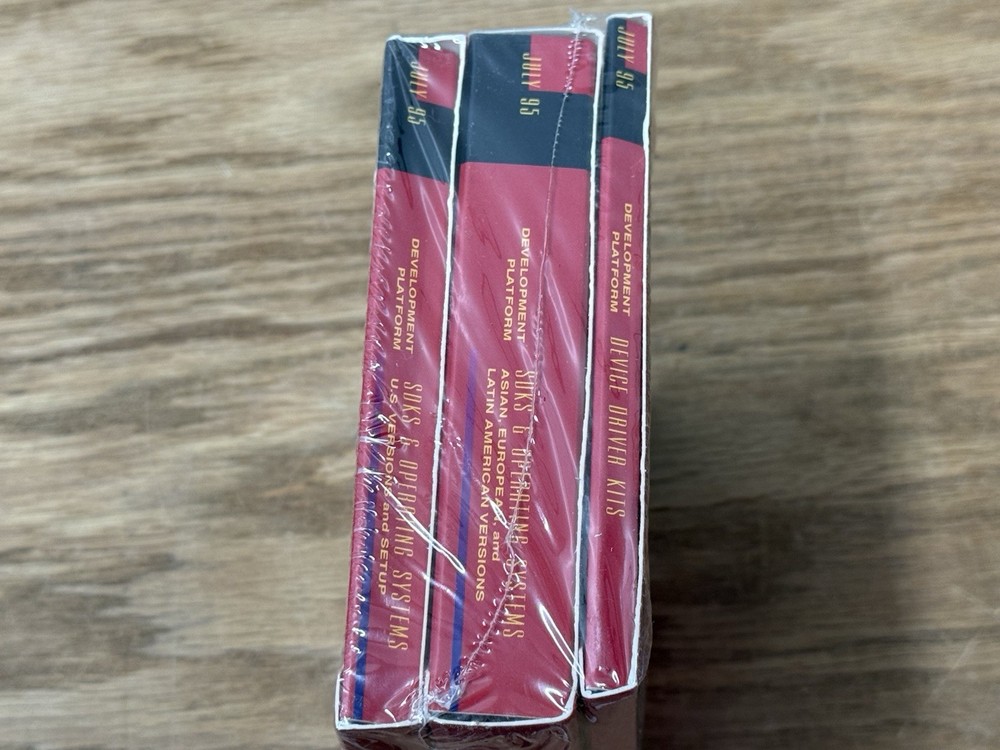 JULY 95
DEVELOPMENT
PLATFORM
SDKS & OPERATING SYSTEMS
U.S. VERSIONS and SETUP
JULY 95
DEVELOPMENT
PLATFORM
SDKS & OPERATING SYSTEMS
ASIAN, EUROPEAN, and
LATIN AMERICAN VERSIONS
JULY 95
DEVELOPMENT
PLATFORM
DEVICE DRIVER KITS